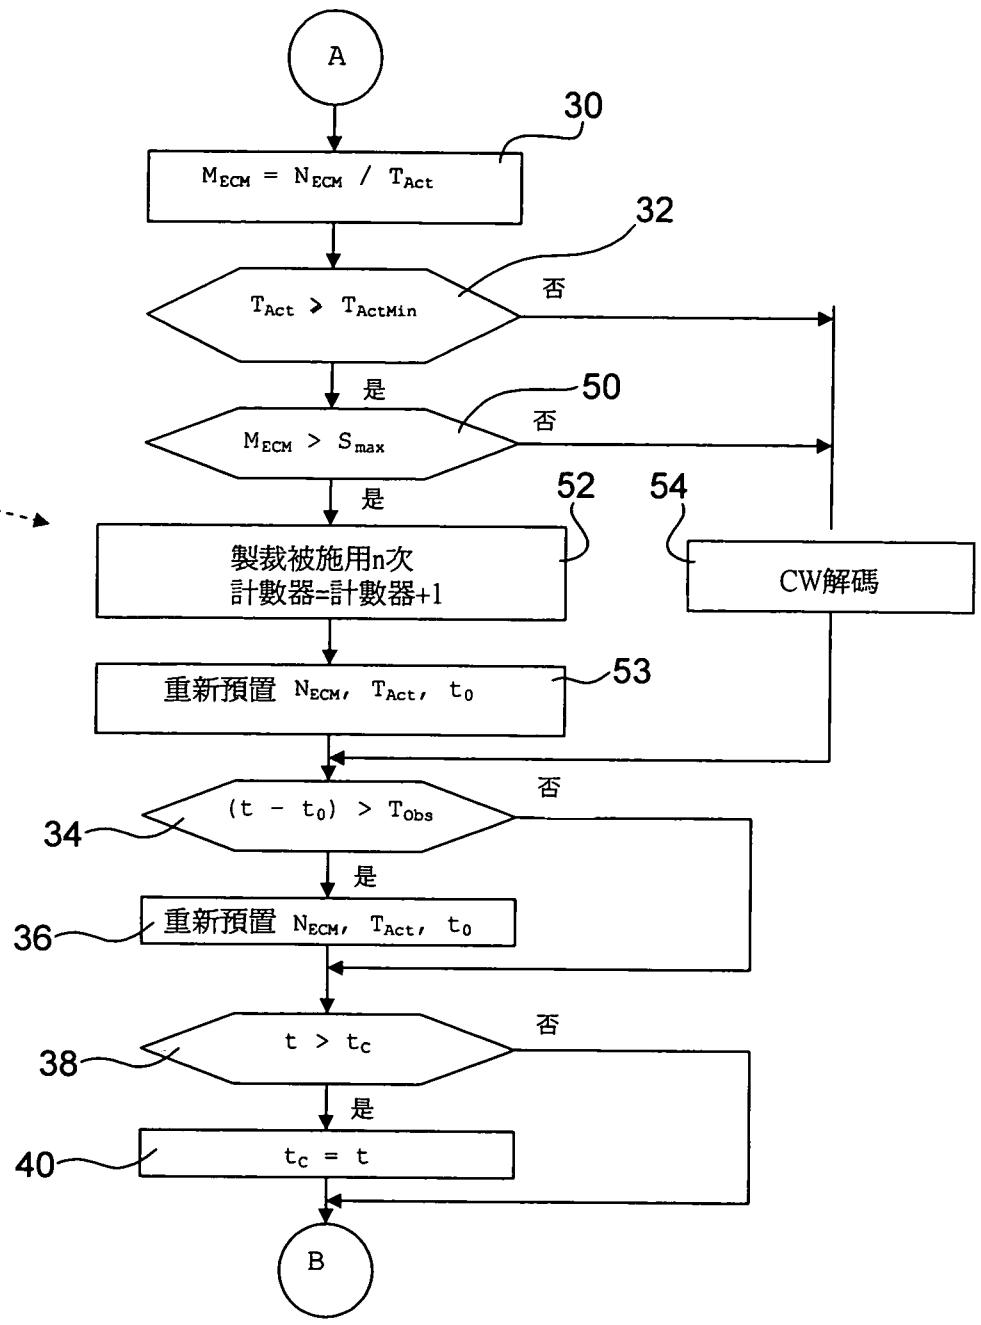 A
30
M_ECM = N_ECM / T_Act
32
T_Act > T_ActMin
否
是
50
M_ECM > S_max
否
是
52
54
製裁被施用n次
計數器=計數器+1
CW解碼
53
重新預置 N_ECM, T_Act, t_0
34
(t - t_0) > T_Obs
否
是
36
重新預置 N_ECM, T_Act, t_0
38
t > t_C
否
是
40
t_C = t
B